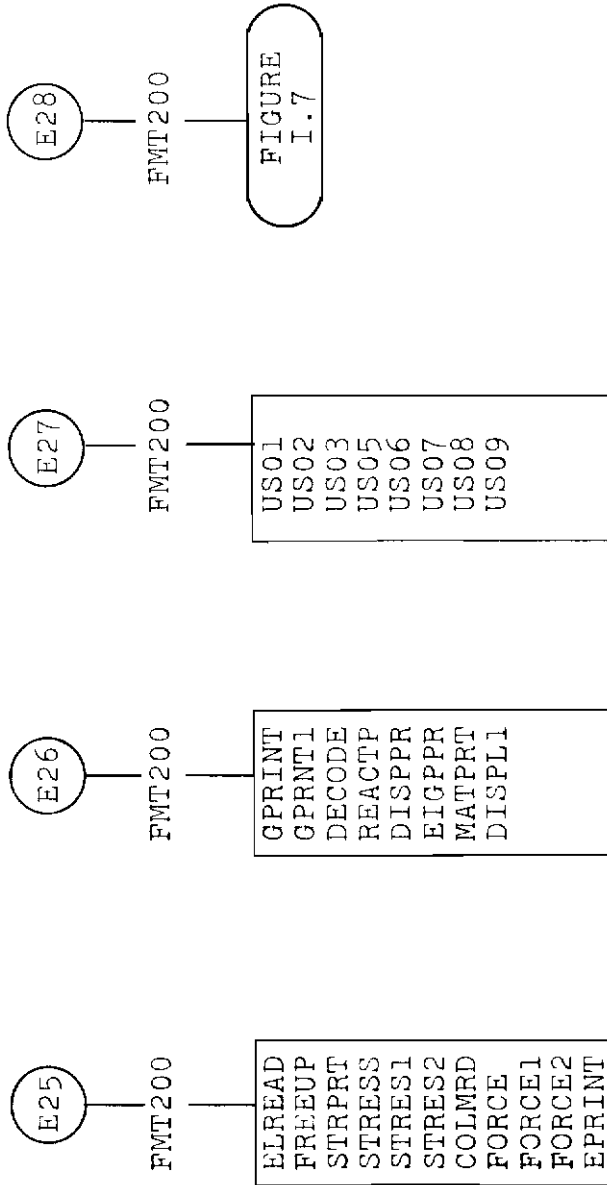 E25
FMT200
ELREAD
FREEUP
STRPRT
STRESS
STRES1
STRES2
COLMRD
FORCE
FORCE1
FORCE2
EPRINT
E26
FMT200
GPRINT
GPRNT1
DECODE
REACTP
DISPPR
EIGPPR
MATPRT
DISPL1
E27
FMT200
US01
US02
US03
US05
US06
US07
US08
US09
E28
FMT200
FIGURE
I.7